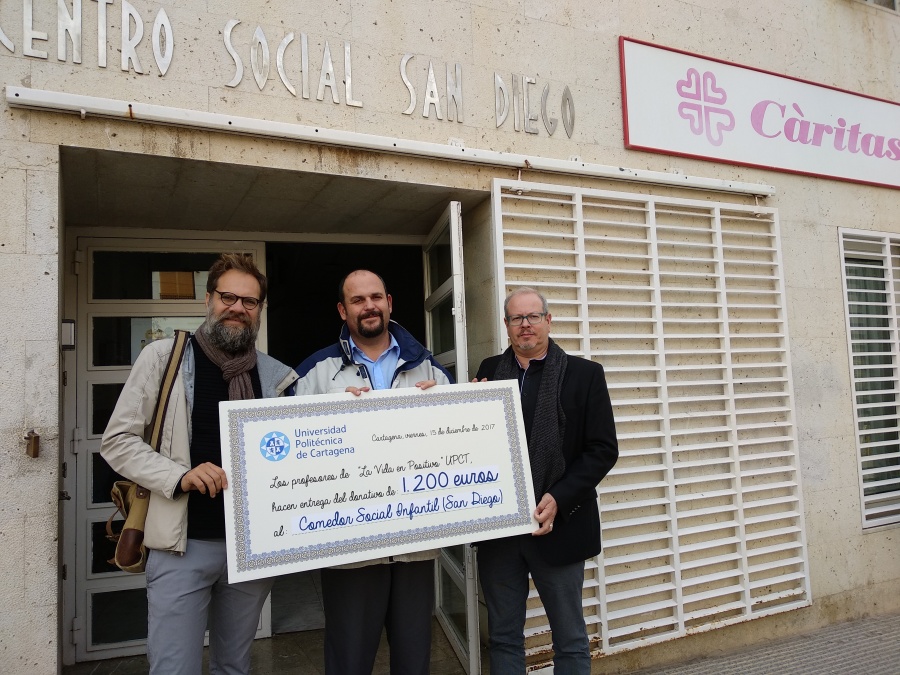 CENTRO SOCIAL SAN DIEGO
Càritas
Universidad
Politécnica
de Cartagena
Cartagena, viernes, 15 de diciembre de 2017
Los profesores de "La Vida en Positivo" UPCT,
hacen entrega del donativo de 1.200 euros
al: Comedor Social Infantil (San Diego)